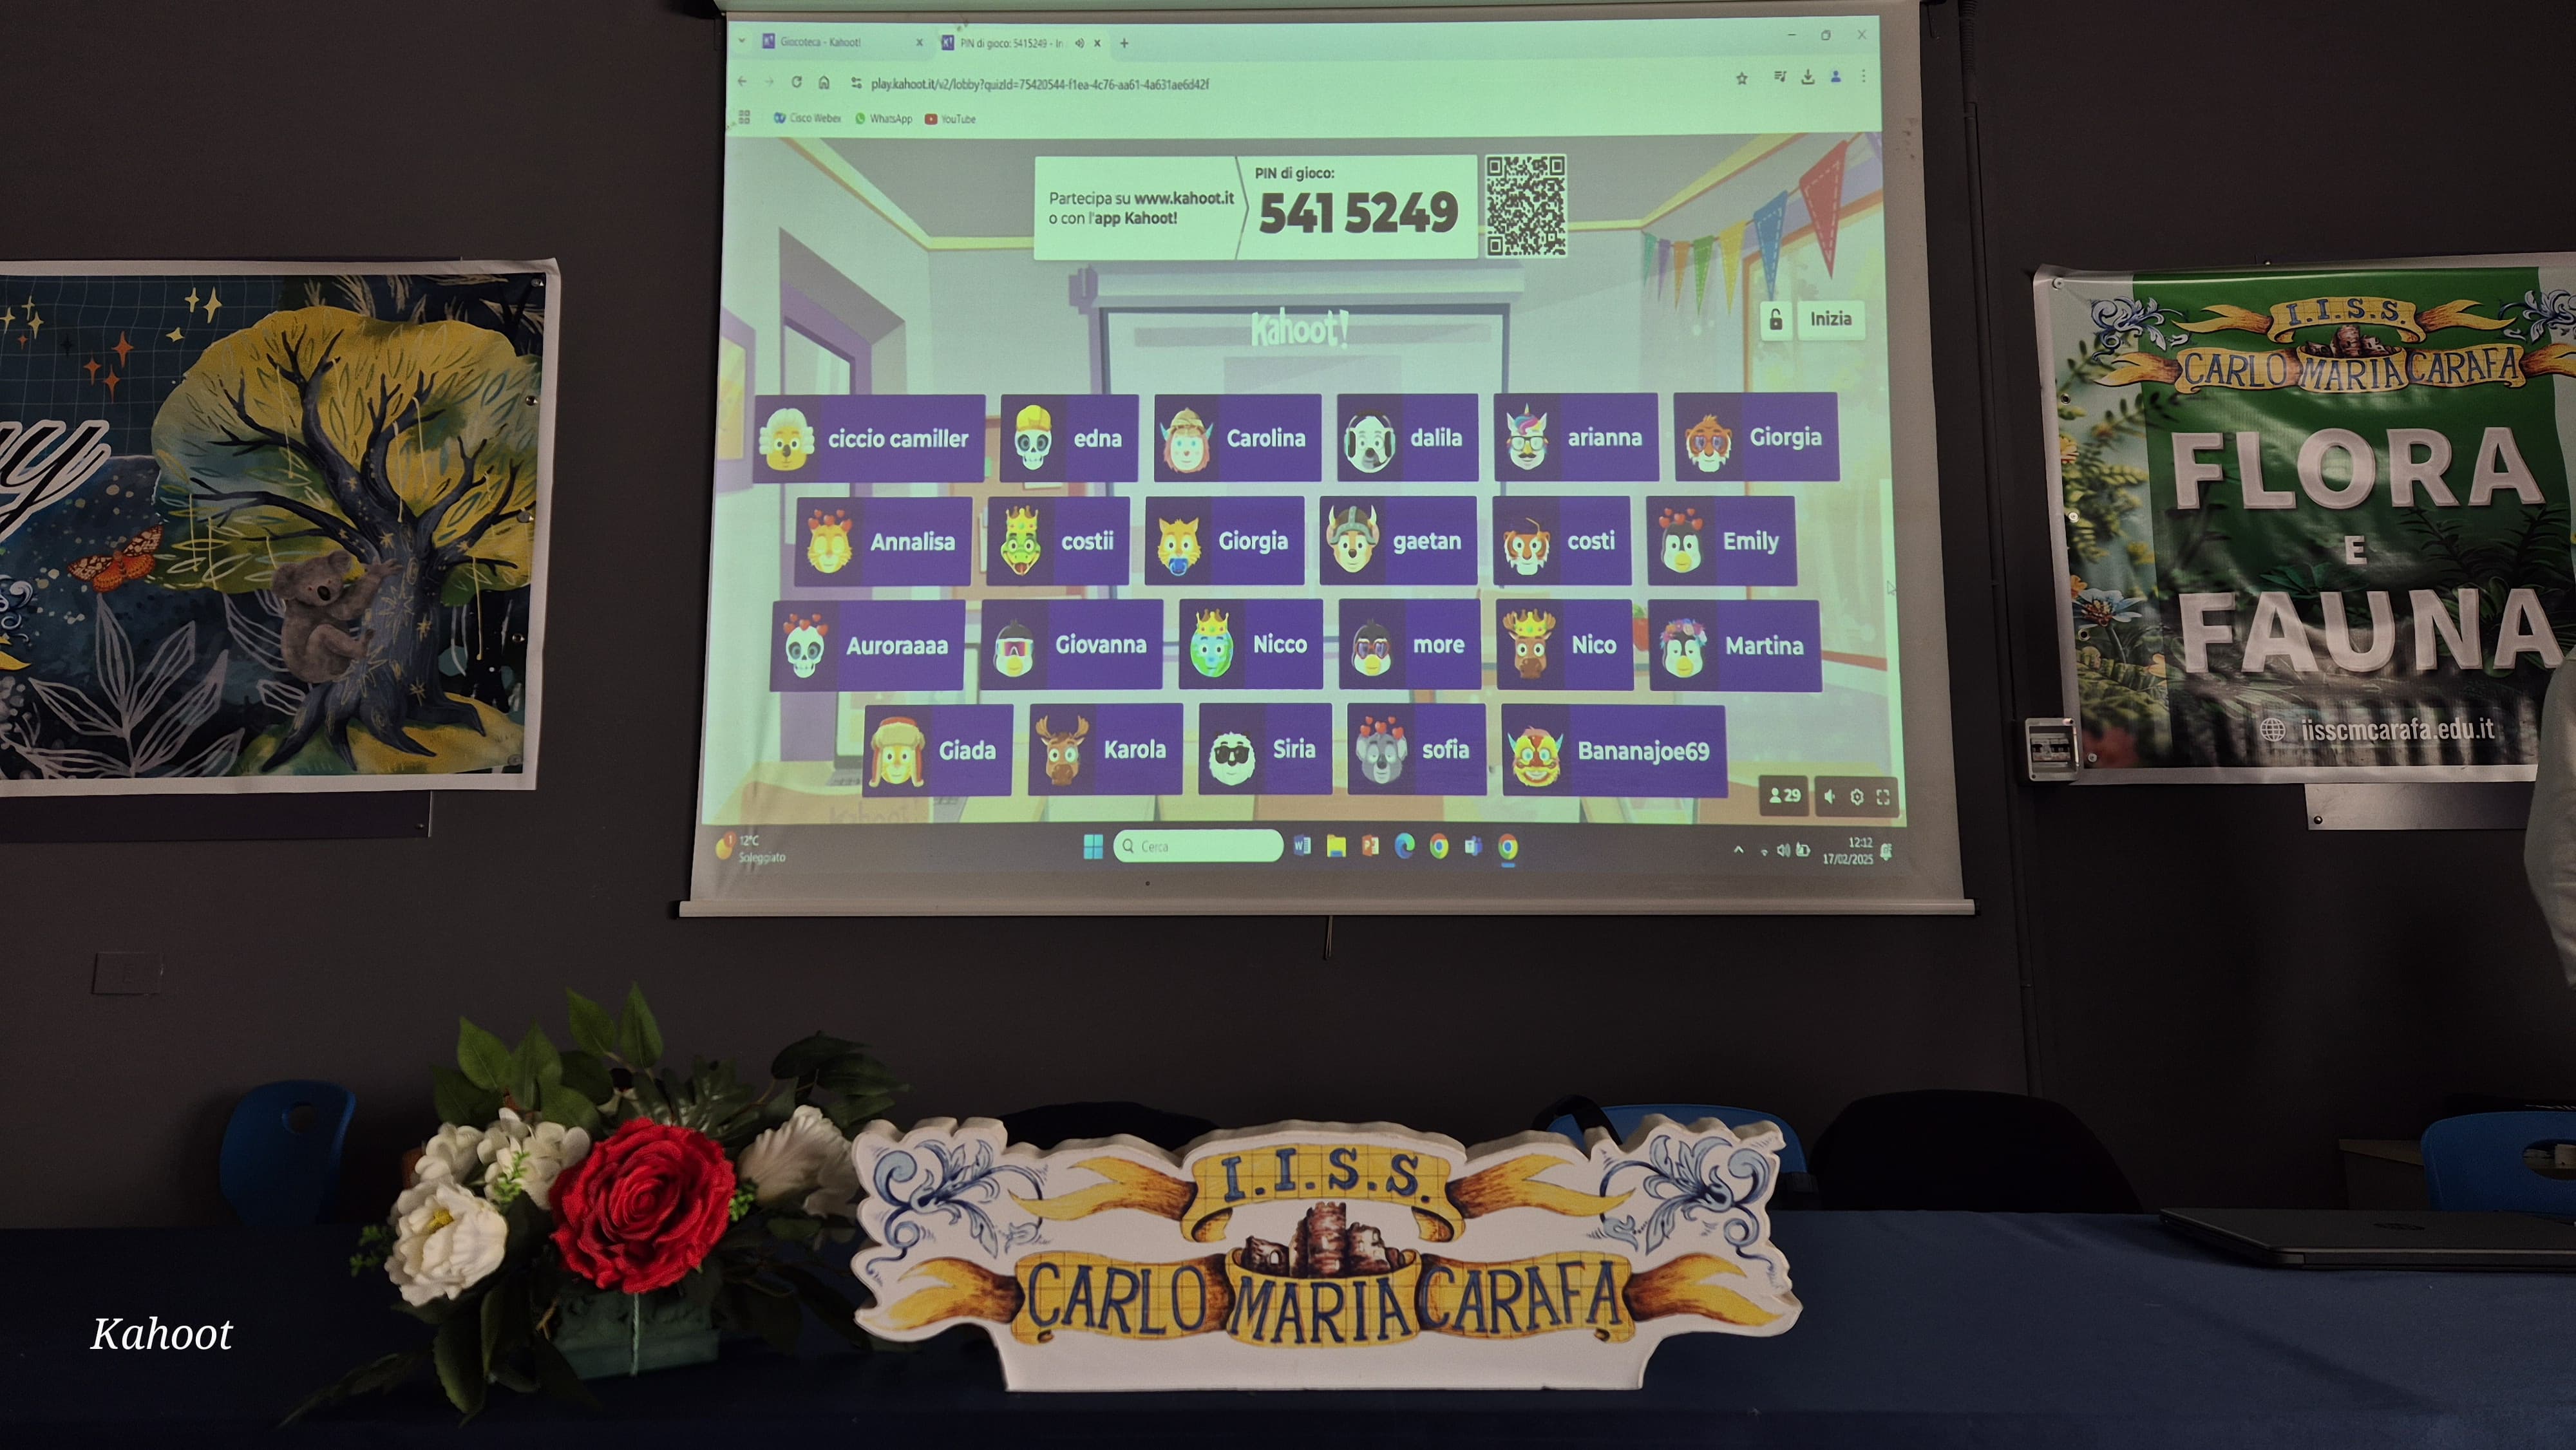 Giocoteca - Kahoot!
PIN di gioco: 5415249 - In
play.kahoot.it/v2/lobby?quizId=75420544-f1ea-4c76-aa61-4a631ae6d42f
Cisco Webex WhatsApp YouTube
Partecipa su www.kahoot.it
o con l'app Kahoot!
PIN di gioco:
541 5249
Kahoot!
Inizia
ciccio camiller edna Carolina dalila arianna Giorgia
Annalisa costii Giorgia gaetan costi Emily
Auroraaaa Giovanna Nicco more Nico Martina
Giada Karola Siria sofia Bananajoe69
29
1
12°C
Soleggiato
Cerca
12:12
17/02/2025
I.I.S.S.
CARLO MARIA CARAFA
FLORA
E
FAUNA
iisscmcarafa.edu.it
I.I.S.S.
CARLO MARIA CARAFA
Kahoot